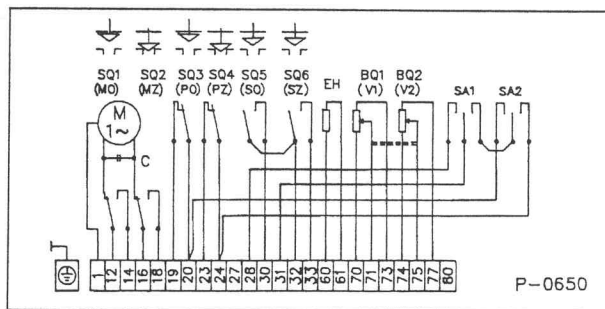 SQ1 SQ2 SQ3 SQ4 SQ5 SQ6 EH BQ1 BQ2 SA1 SA2
(MO) (MZ) (PO) (PZ) (SO) (SZ) (V1) (V2)
M
1~
C
1 12 14 16 18 19 20 23 24 27 28 30 31 32 33 60 61 70 71 73 74 75 77 80
P-0650